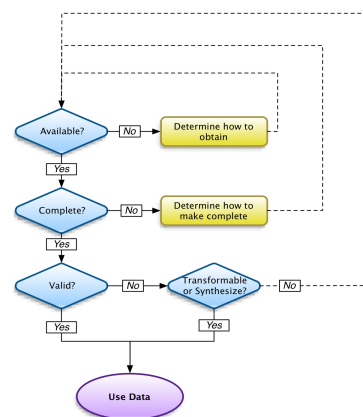 Available?
No
Determine how to
obtain
Yes
Complete?
No
Determine how to
make complete
Yes
Valid?
No
Transformable
or Synthesize?
No
Yes
Yes
Use Data